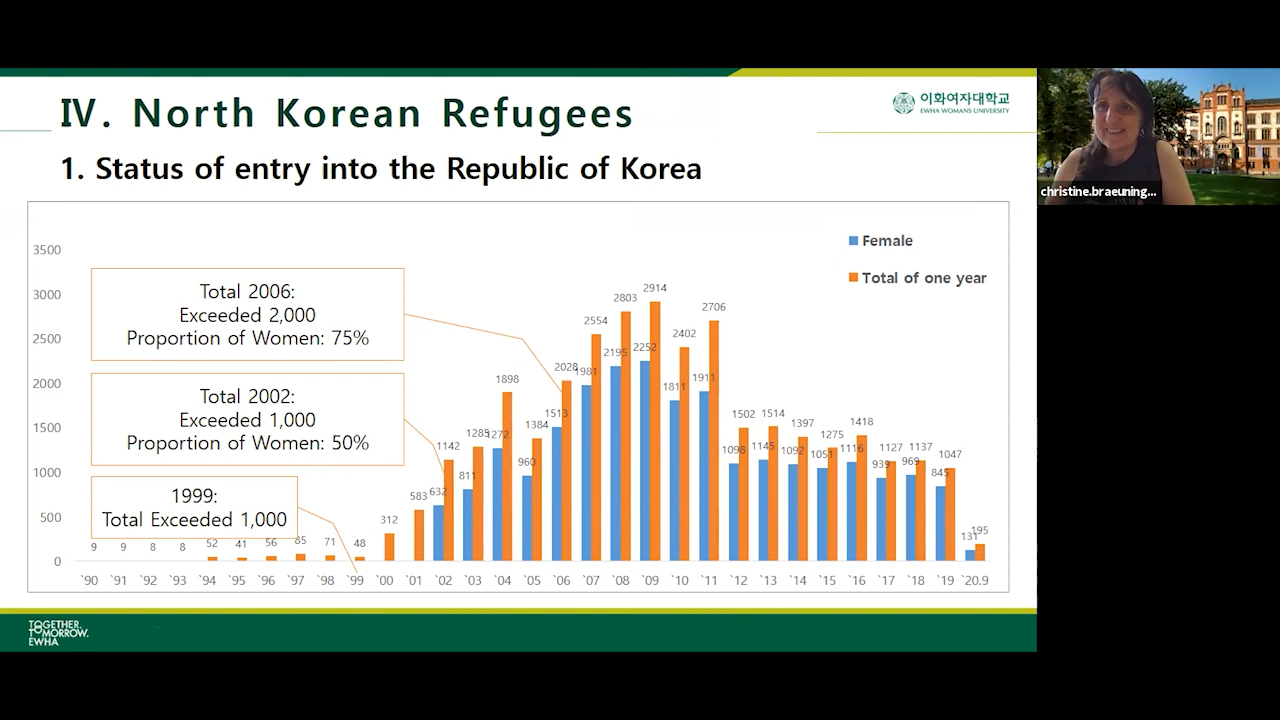 Ⅳ. North Korean Refugees
이화여자대학교
EWHA WOMANS UNIVERSITY
christine.braeuning...
1. Status of entry into the Republic of Korea
Female
Total of one year
3500
3000
2500
2000
1500
1000
500
0
Total 2006:
Exceeded 2,000
Proportion of Women: 75%
Total 2002:
Exceeded 1,000
Proportion of Women: 50%
1999:
Total Exceeded 1,000
9 9 8 8 52 41 56 85 71 48 312 583 632 1142 811 1285 1272 1898 960 1384 1513 2028 1981 2554 2195 2803 2252 2914 1811 2402 1911 2706 1098 1502 1145 1514 1092 1397 1051 1275 1116 1418 939 1127 969 1137 845 1047 131 195
`90 `91 `92 `93 `94 `95 `96 `97 `98 `99 `00 `01 `02 `03 `04 `05 `06 `07 `08 `09 `10 `11 `12 `13 `14 `15 `16 `17 `18 `19 `20.9
TOGETHER.
TOMORROW.
EWHA